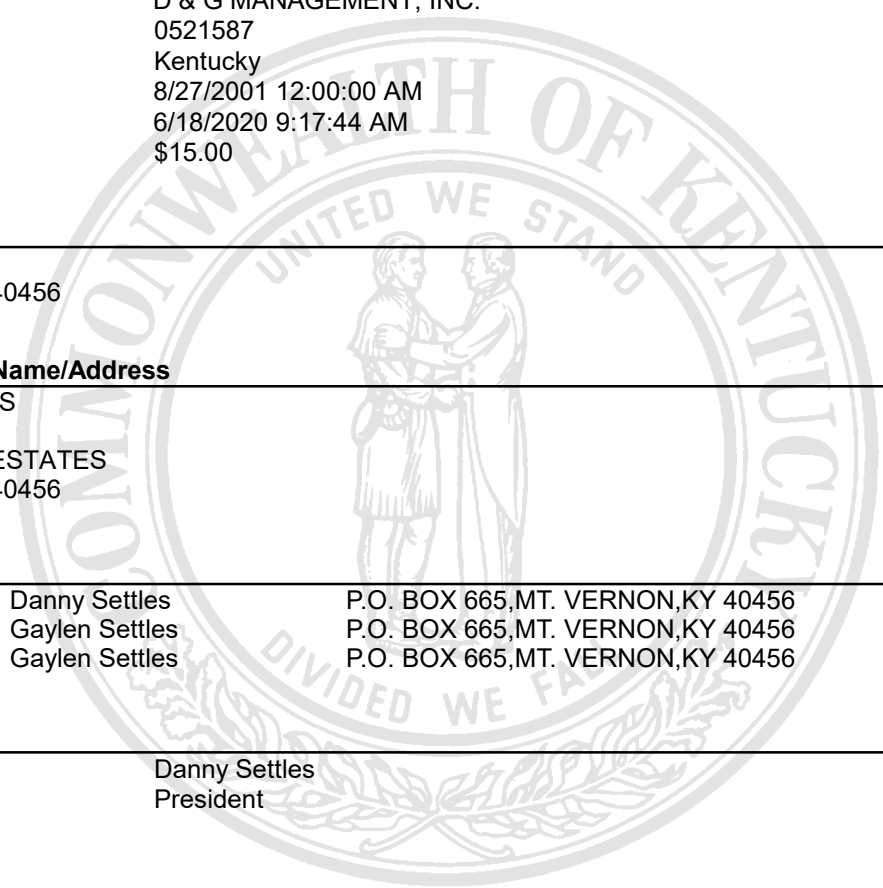 D & G MANAGEMENT, INC.
0521587
Kentucky
8/27/2001 12:00:00 AM
6/18/2020 9:17:44 AM
$15.00
40456
Name/Address
S
ESTATES
40456
Danny Settles P.O. BOX 665,MT. VERNON,KY 40456
Gaylen Settles P.O. BOX 665,MT. VERNON,KY 40456
Gaylen Settles P.O. BOX 665,MT. VERNON,KY 40456
Danny Settles
President
COMMONWEALTH OF KENTUCKY
UNITED WE STAND
DIVIDED WE FALL